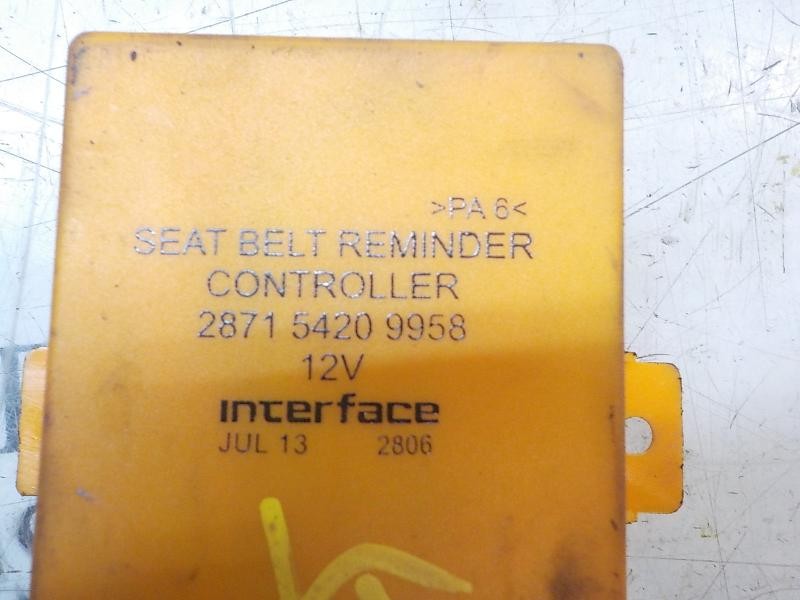 >PA 6<
SEAT BELT REMINDER
CONTROLLER
2871 5420 9958
12V
interface
JUL 13 2806